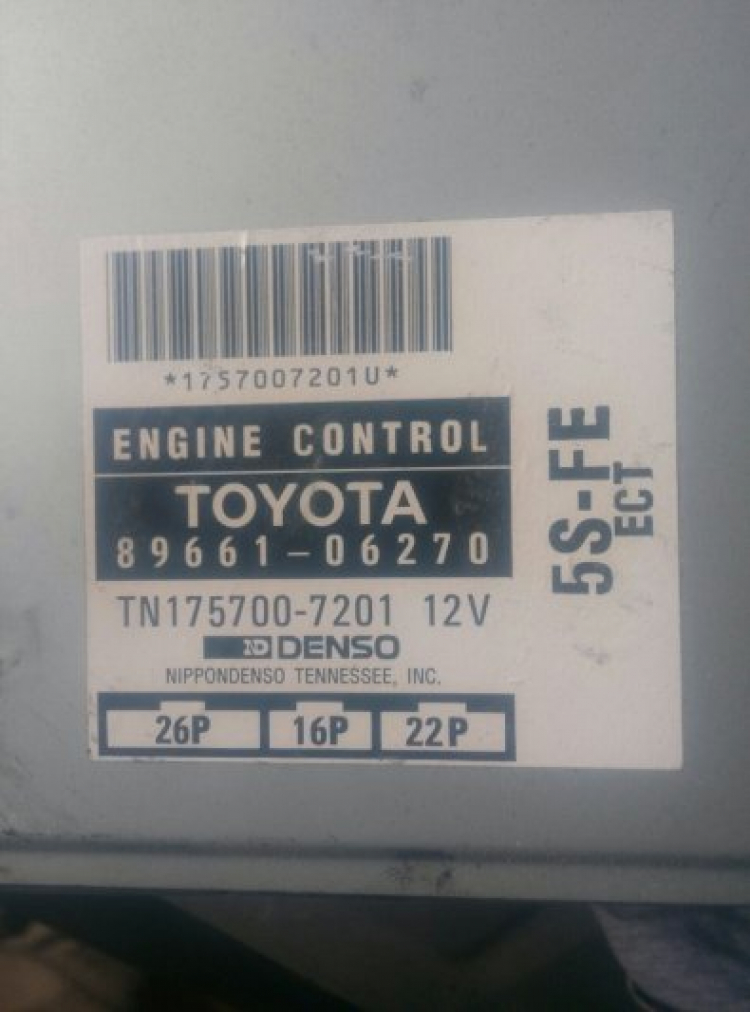 *1757007201U*
ENGINE CONTROL
TOYOTA
89661-06270
TN175700-7201 12V
ND DENSO
NIPPONDENSO TENNESSEE, INC.
26P 16P 22P
5S-FE
ECT